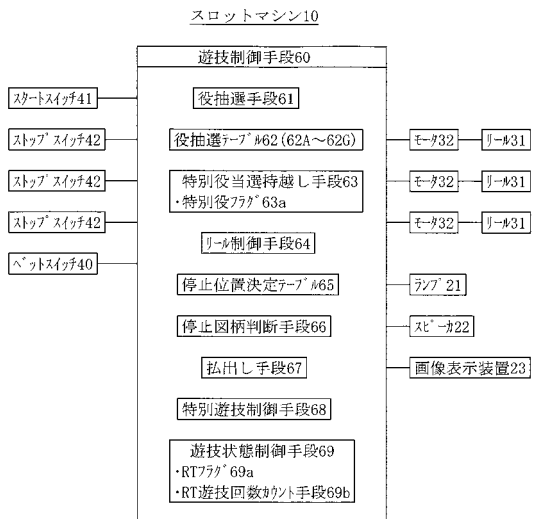 スロットマシン10
遊技制御手段60
スタートスイッチ41
役抽選手段61
ストップスイッチ42
役抽選テーブル62(62A～62G)
モータ32
リール31
ストップスイッチ42
特別役当選持越し手段63
・特別役フラグ63a
モータ32
リール31
ストップスイッチ42
モータ32
リール31
リール制御手段64
ベットスイッチ40
停止位置決定テーブル65
ランプ21
停止図柄判断手段66
スピーカ22
払出し手段67
画像表示装置23
特別遊技制御手段68
遊技状態制御手段69
・RTフラグ69a
・RT遊技回数カウント手段69b